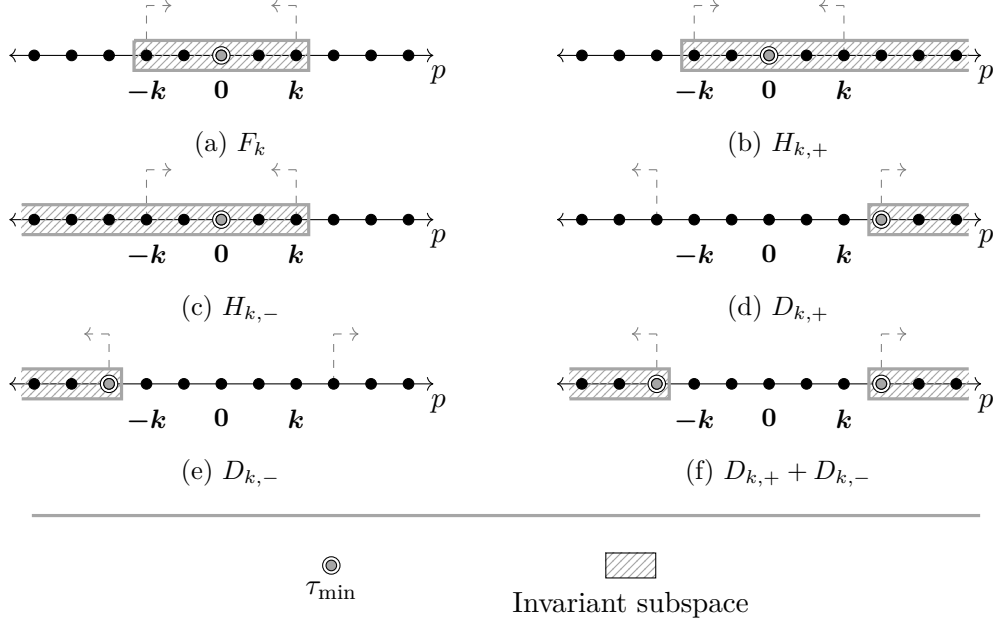 p p
−k 0 k −k 0 k
(a) F_k (b) H_{k,+}
p p
−k 0 k −k 0 k
(c) H_{k,−} (d) D_{k,+}
p p
−k 0 k −k 0 k
(e) D_{k,−} (f) D_{k,+} + D_{k,−}
τ_min
Invariant subspace